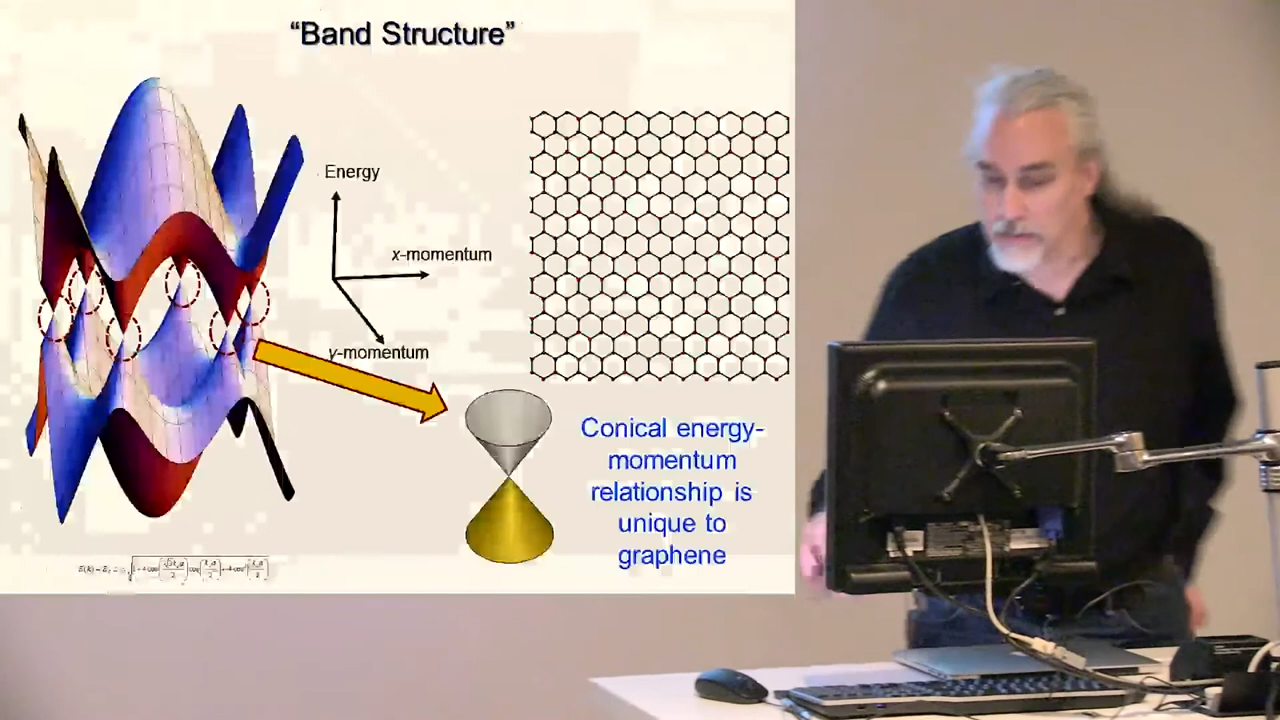 “Band Structure”
Energy
x-momentum
y-momentum
Conical energy-
momentum
relationship is
unique to
graphene